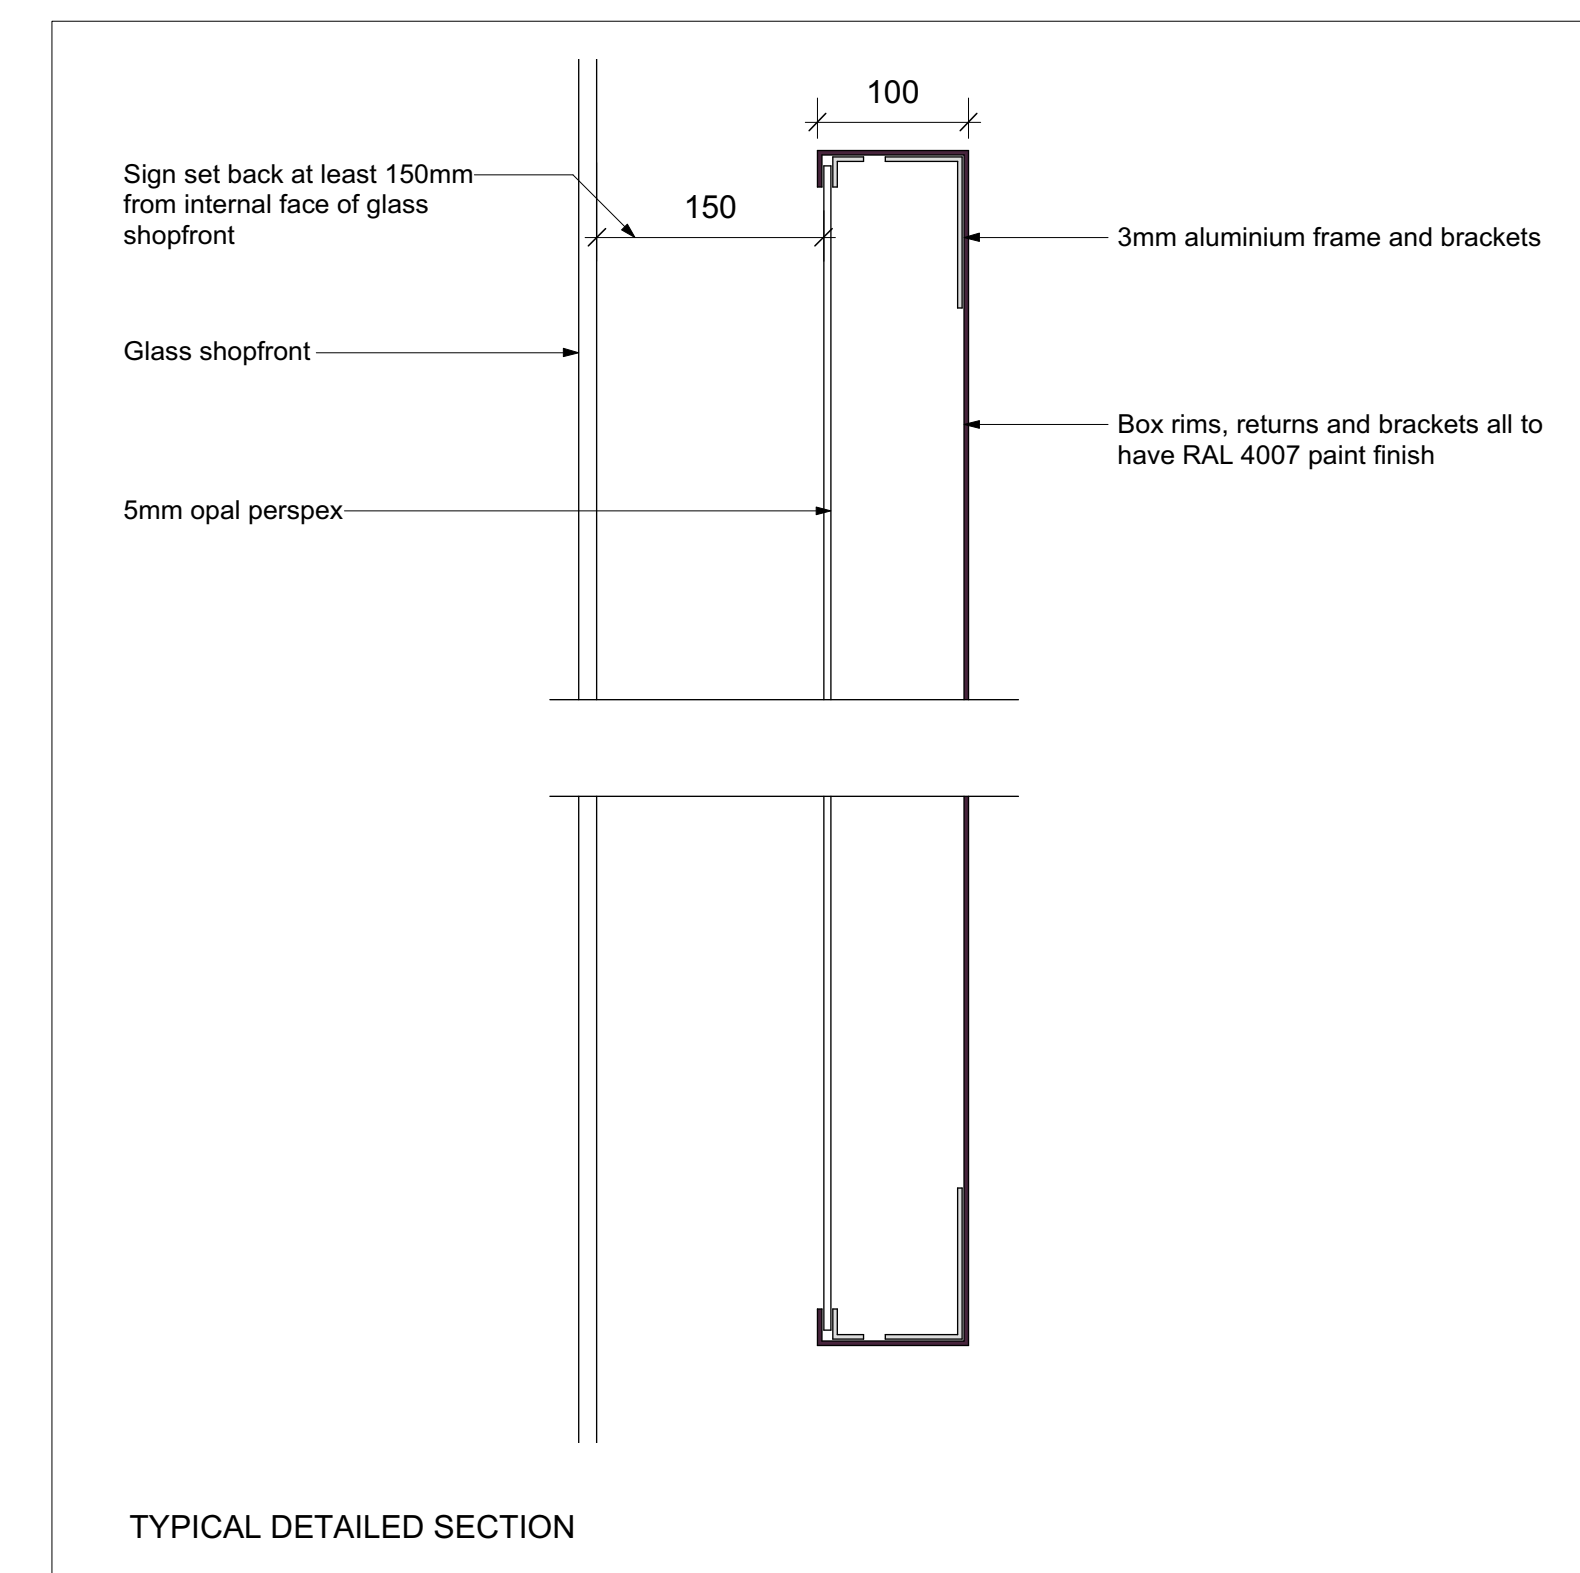 100
Sign set back at least 150mm
from internal face of glass
shopfront
150
3mm aluminium frame and brackets
Glass shopfront
Box rims, returns and brackets all to
have RAL 4007 paint finish
5mm opal perspex
TYPICAL DETAILED SECTION